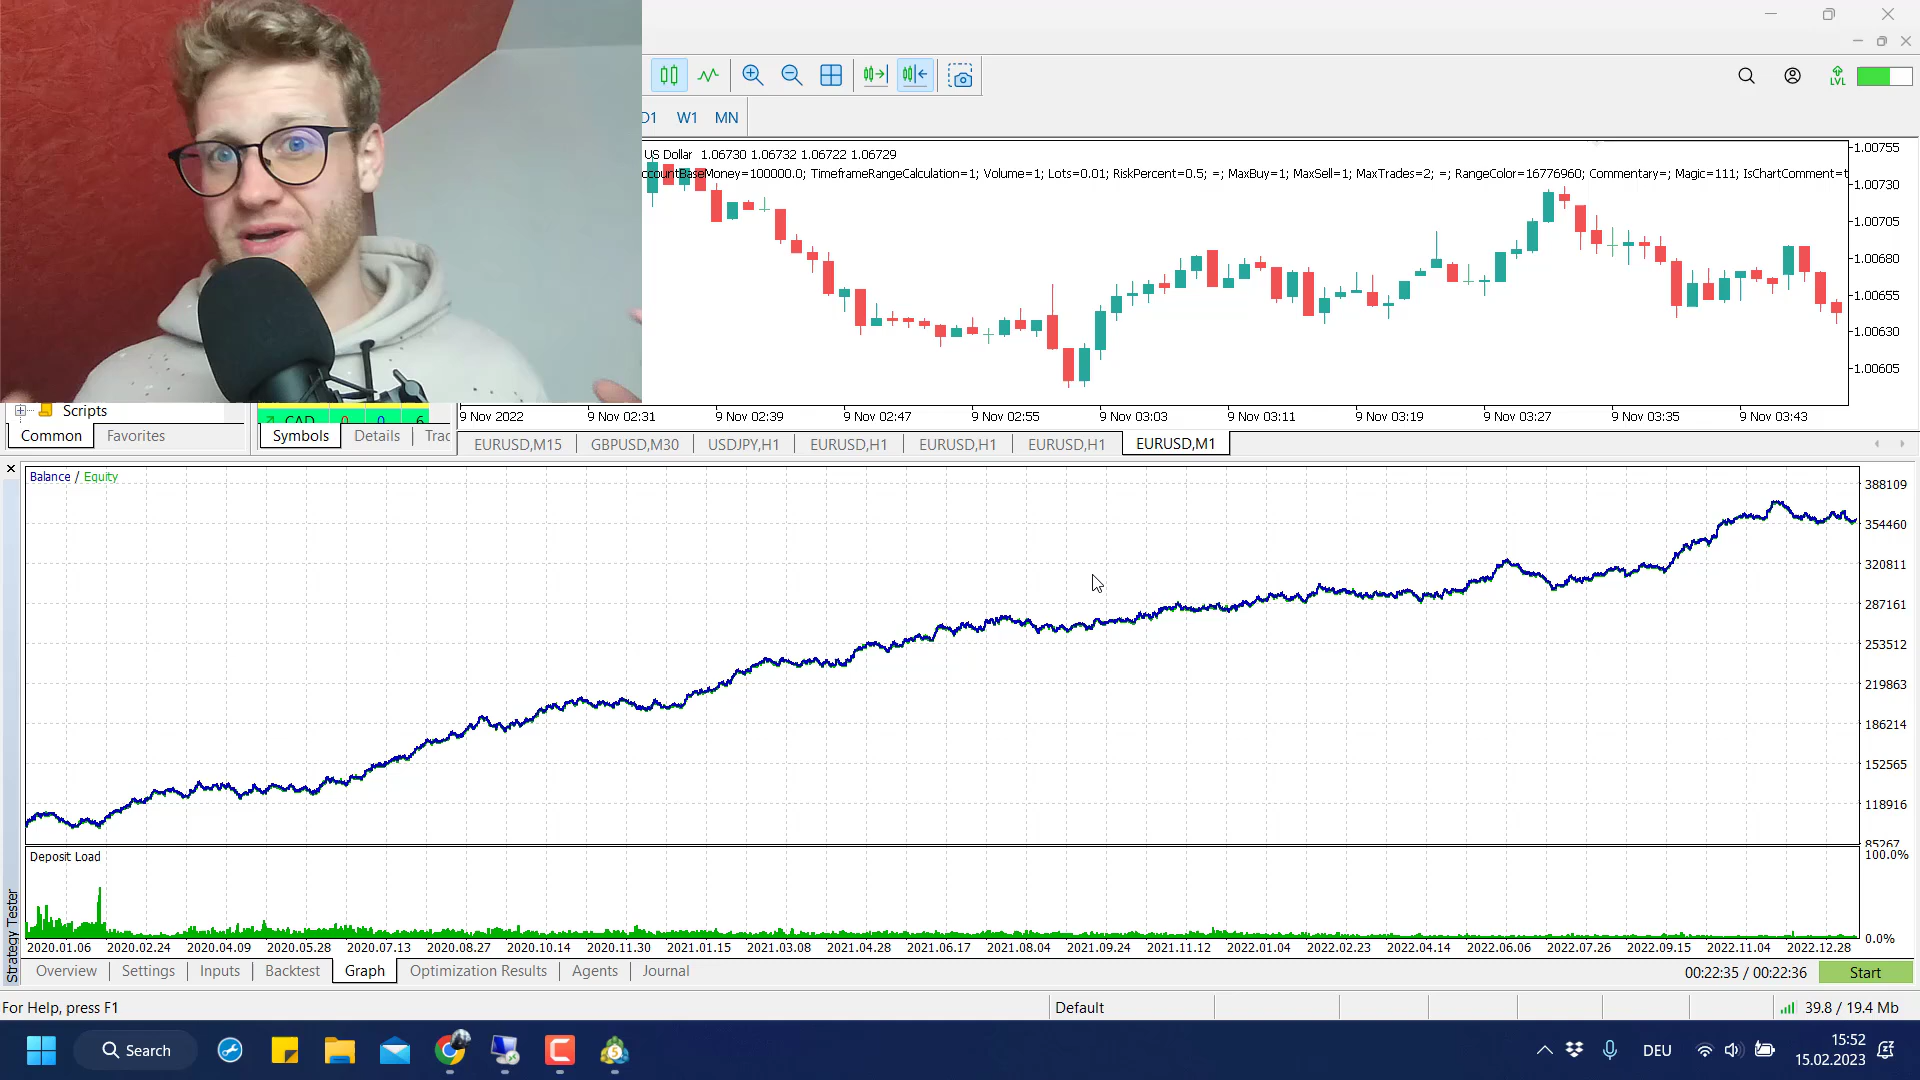 W1
MN
US Dollar 1.06730 1.06732 1.06722 1.06729
ccountBaseMoney=100000.0; TimeframeRangeCalculation=1; Volume=1; Lots=0.01; RiskPercent=0.5; =; MaxBuy=1; MaxSell=1; MaxTrades=2; =; RangeColor=16776960; Commentary=; Magic=111; IsChartComment=t
LVL
1.00755
1.00730
1.00705
1.00680
1.00655
1.00630
1.00605
Scripts
Common Favorites
CAD 0 0 6
Symbols Details Trac
9 Nov 2022 9 Nov 02:31 9 Nov 02:39 9 Nov 02:47 9 Nov 02:55 9 Nov 03:03 9 Nov 03:11 9 Nov 03:19 9 Nov 03:27 9 Nov 03:35 9 Nov 03:43
EURUSD,M15 GBPUSD,M30 USDJPY,H1 EURUSD,H1 EURUSD,H1 EURUSD,H1 EURUSD,M1
Balance / Equity
388109
354460
320811
287161
253512
219863
186214
152565
118916
85267
Deposit Load
100.0%
0.0%
2020.01.06 2020.02.24 2020.04.09 2020.05.28 2020.07.13 2020.08.27 2020.10.14 2020.11.30 2021.01.15 2021.03.08 2021.04.28 2021.06.17 2021.08.04 2021.09.24 2021.11.12 2022.01.04 2022.02.23 2022.04.14 2022.06.06 2022.07.26 2022.09.15 2022.11.04 2022.12.28
Strategy Tester
Overview Settings Inputs Backtest Graph Optimization Results Agents Journal
00:22:35 / 00:22:36 Start
For Help, press F1
Default
39.8 / 19.4 Mb
Search
DEU
15:52
15.02.2023